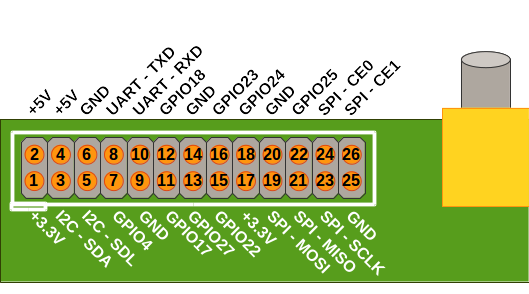 +5V
+5V
GND
UART - TXD
UART - RXD
GPIO18
GND
GPIO23
GPIO24
GND
GPIO25
SPI - CE0
SPI - CE1
2 4 6 8 10 12 14 16 18 20 22 24 26
1 3 5 7 9 11 13 15 17 19 21 23 25
+3.3V
I2C - SDA
I2C - SDL
GPIO4
GND
GPIO17
GPIO27
GPIO22
+3.3V
SPI - MOSI
SPI - MISO
SPI - SCLK
GND